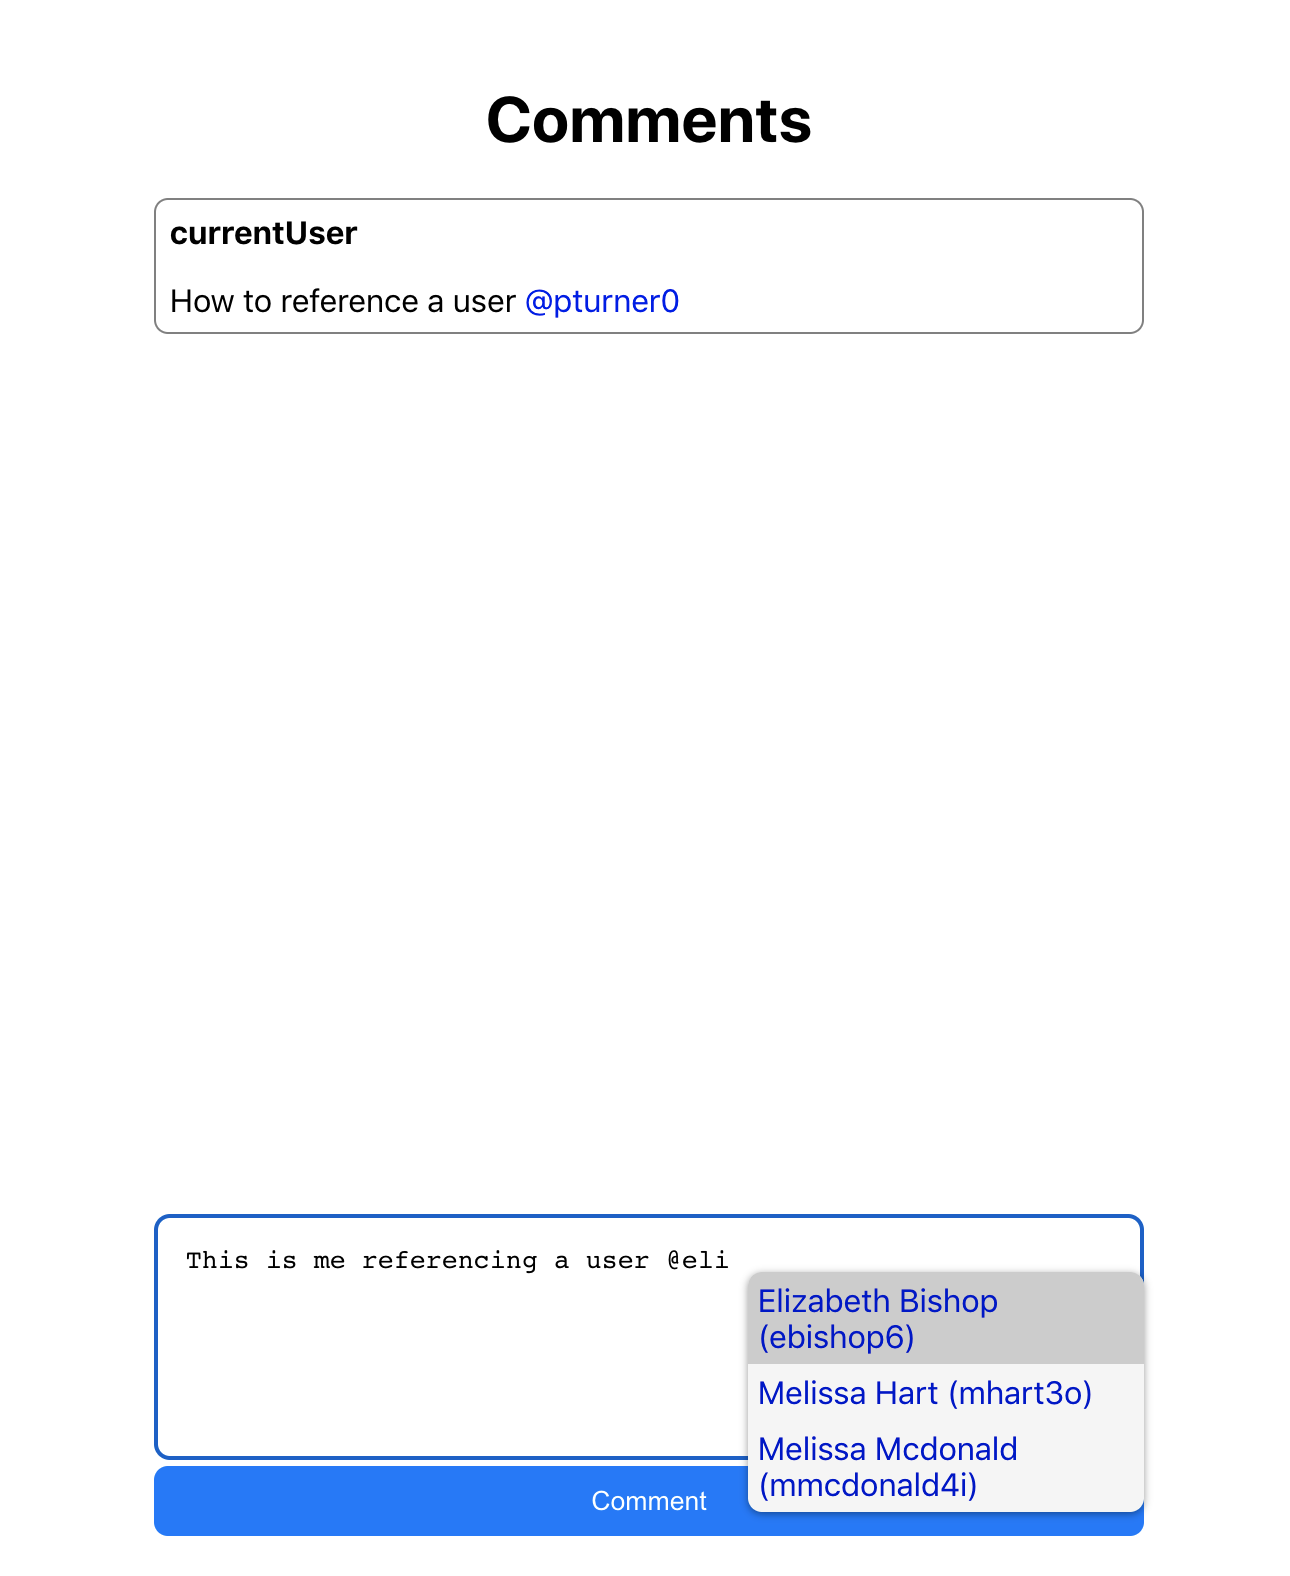 Comments
currentUser
How to reference a user @pturner0
This is me referencing a user @eli
Elizabeth Bishop
(ebishop6)
Melissa Hart (mhart3o)
Melissa Mcdonald
(mmcdonald4i)
Comment